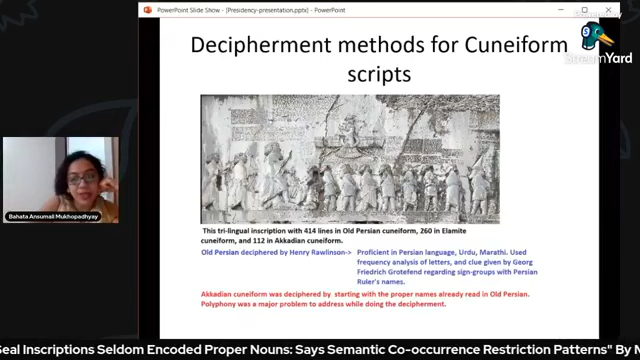 PowerPoint Slide Show - [Presidency-presentation.pptx] - PowerPoint
StreamYard
Decipherment methods for Cuneiform
scripts
This tri-lingual inscription with 414 lines in Old Persian cuneiform, 260 in Elamite
cuneiform, and 112 in Akkadian cuneiform.
Old Persian deciphered by Henry Rawlinson->
Proficient in Persian language, Urdu, Marathi. Used
frequency analysis of letters, and clue given by Georg
Friedrich Grotefend regarding sign-groups with Persian
Ruler's names.
Akkadian cuneiform was deciphered by starting with the proper names already read in Old Persian.
Polyphony was a major problem to address while doing the decipherment.
Bahata Ansumali Mukhopadhyay
Seal Inscriptions Seldom Encoded Proper Nouns: Says Semantic Co-occurrence Restriction Patterns" By M